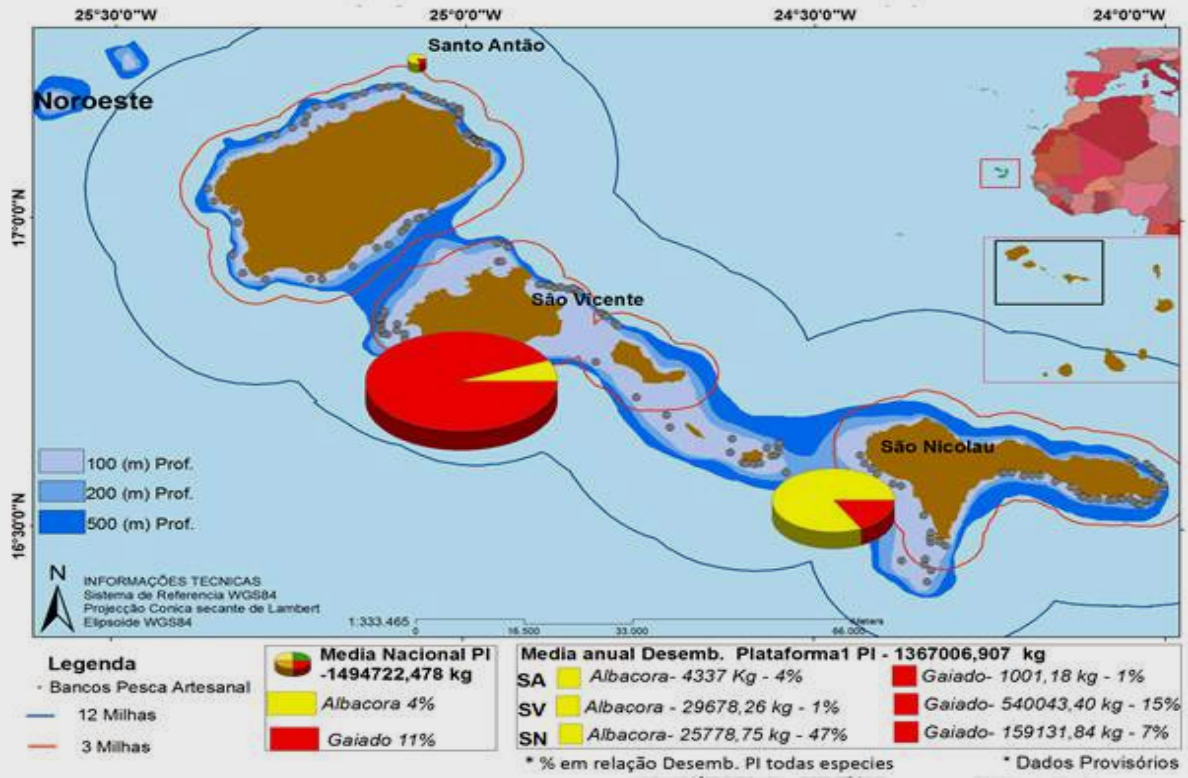 25°30'0"W 25°0'0"W 24°30'0"W 24°0'0"W
Santo Antão
Noroeste
17°0'0"N
São Vicente
São Nicolau
100 (m) Prof.
200 (m) Prof.
500 (m) Prof.
16°30'0"N
N
INFORMAÇÕES TECNICAS
Sistema de Referencia WGS84
Projecção Conica secante de Lambert
Elipsoide WGS84
1:333.465
0 16.500 33.000 66.000
Meters
Legenda
Bancos Pesca Artesanal
12 Milhas
3 Milhas
Media Nacional PI
-1494722,478 kg
Albacora 4%
Gaiado 11%
Media anual Desemb. Plataforma1 PI - 1367006,907 kg
SA Albacora- 4337 Kg - 4% Gaiado- 1001,18 kg - 1%
SV Albacora - 29678,26 kg - 1% Gaiado- 540043,40 kg - 15%
SN Albacora- 25778,75 kg - 47% Gaiado- 159131,84 kg - 7%
* % em relação Desemb. PI todas especies * Dados Provisórios